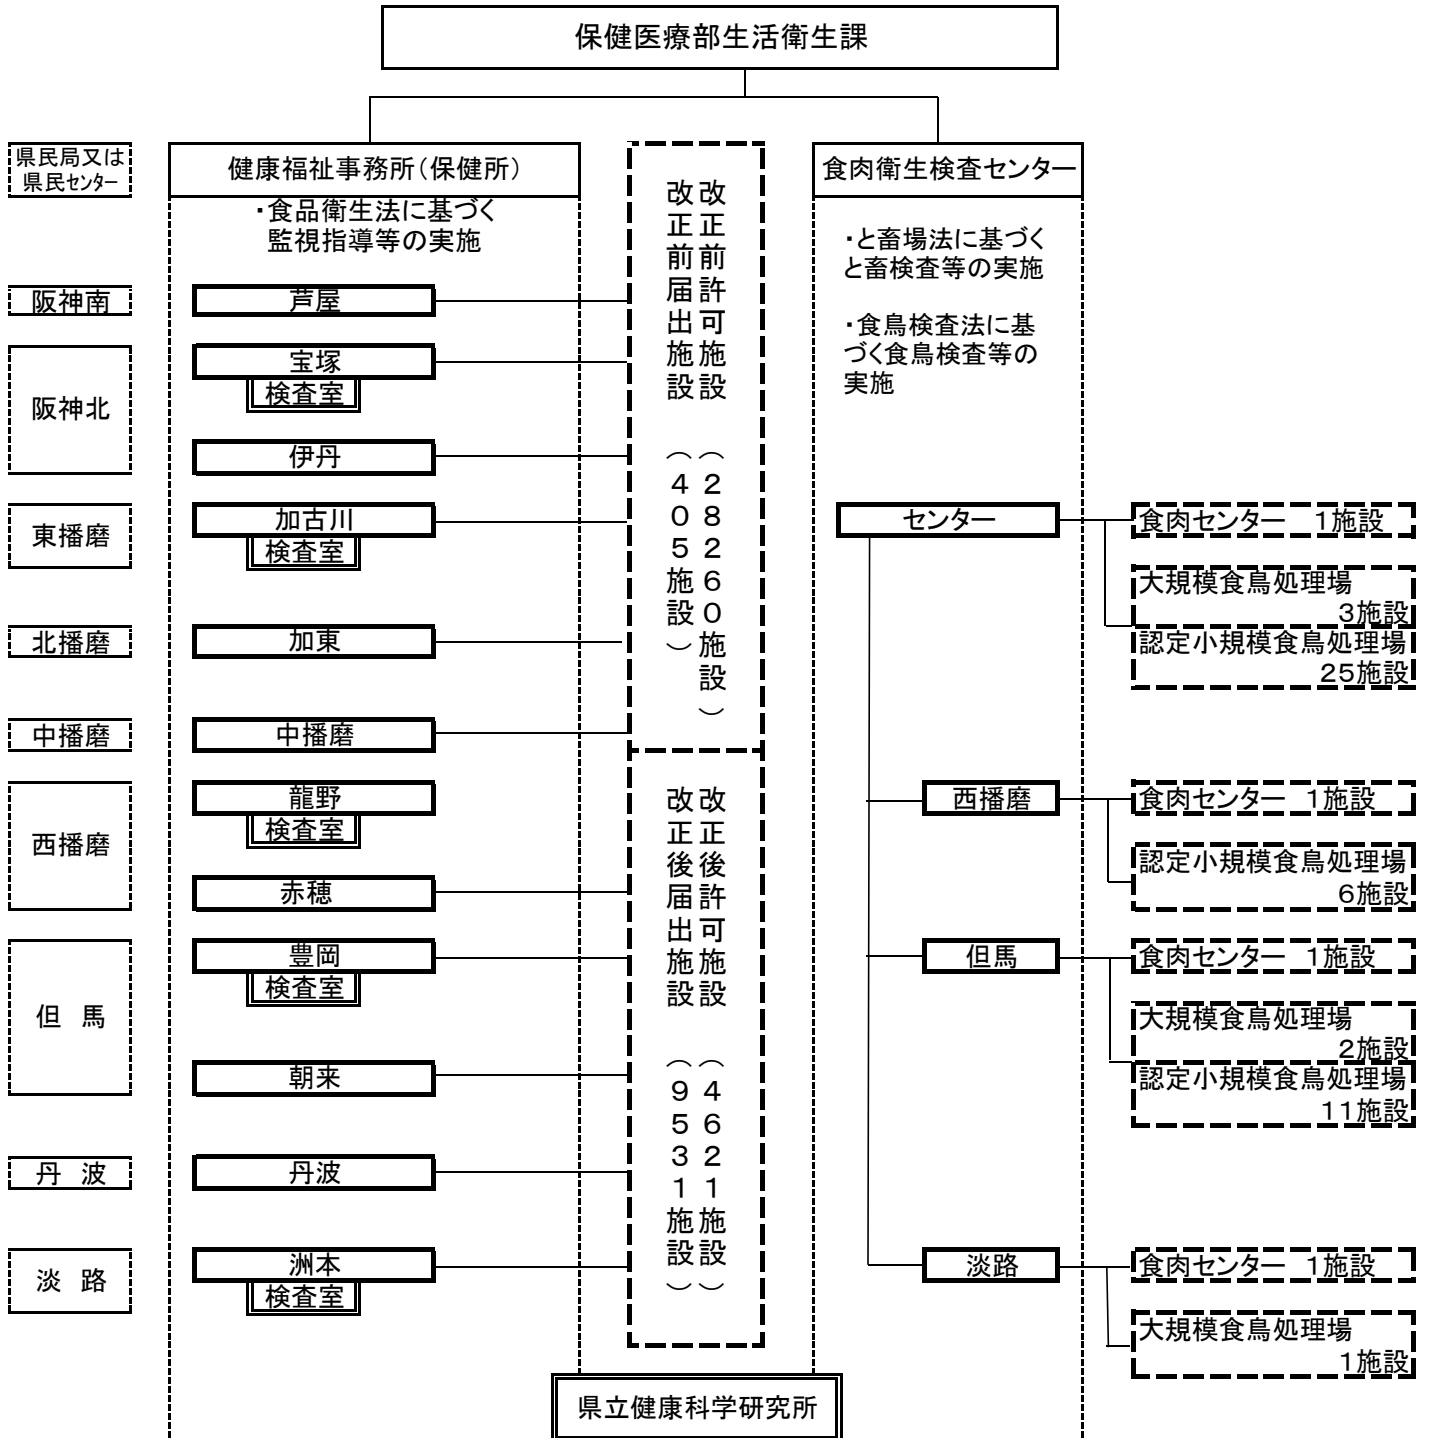 保健医療部生活衛生課
県民局又は
県民センター
健康福祉事務所（保健所）
・食品衛生法に基づく
監視指導等の実施
食肉衛生検査センター
・と畜場法に基づく
と畜検査等の実施
・食鳥検査法に基
づく食鳥検査等の
実施
改正前許可施設　（２８２６０施設）
改正前届出施設　（４０５施設）
改正後許可施設　（４６２１施設）
改正後届出施設　（９５３１施設）
阪神南
芦屋
阪神北
宝塚
検査室
伊丹
東播磨
加古川
検査室
北播磨
加東
中播磨
中播磨
西播磨
龍野
検査室
赤穂
但　馬
豊岡
検査室
朝来
丹　波
丹波
淡　路
洲本
検査室
センター
食肉センター　1施設
大規模食鳥処理場
3施設
認定小規模食鳥処理場
25施設
西播磨
食肉センター　1施設
認定小規模食鳥処理場
6施設
但馬
食肉センター　1施設
大規模食鳥処理場
2施設
認定小規模食鳥処理場
11施設
淡路
食肉センター　1施設
大規模食鳥処理場
1施設
県立健康科学研究所